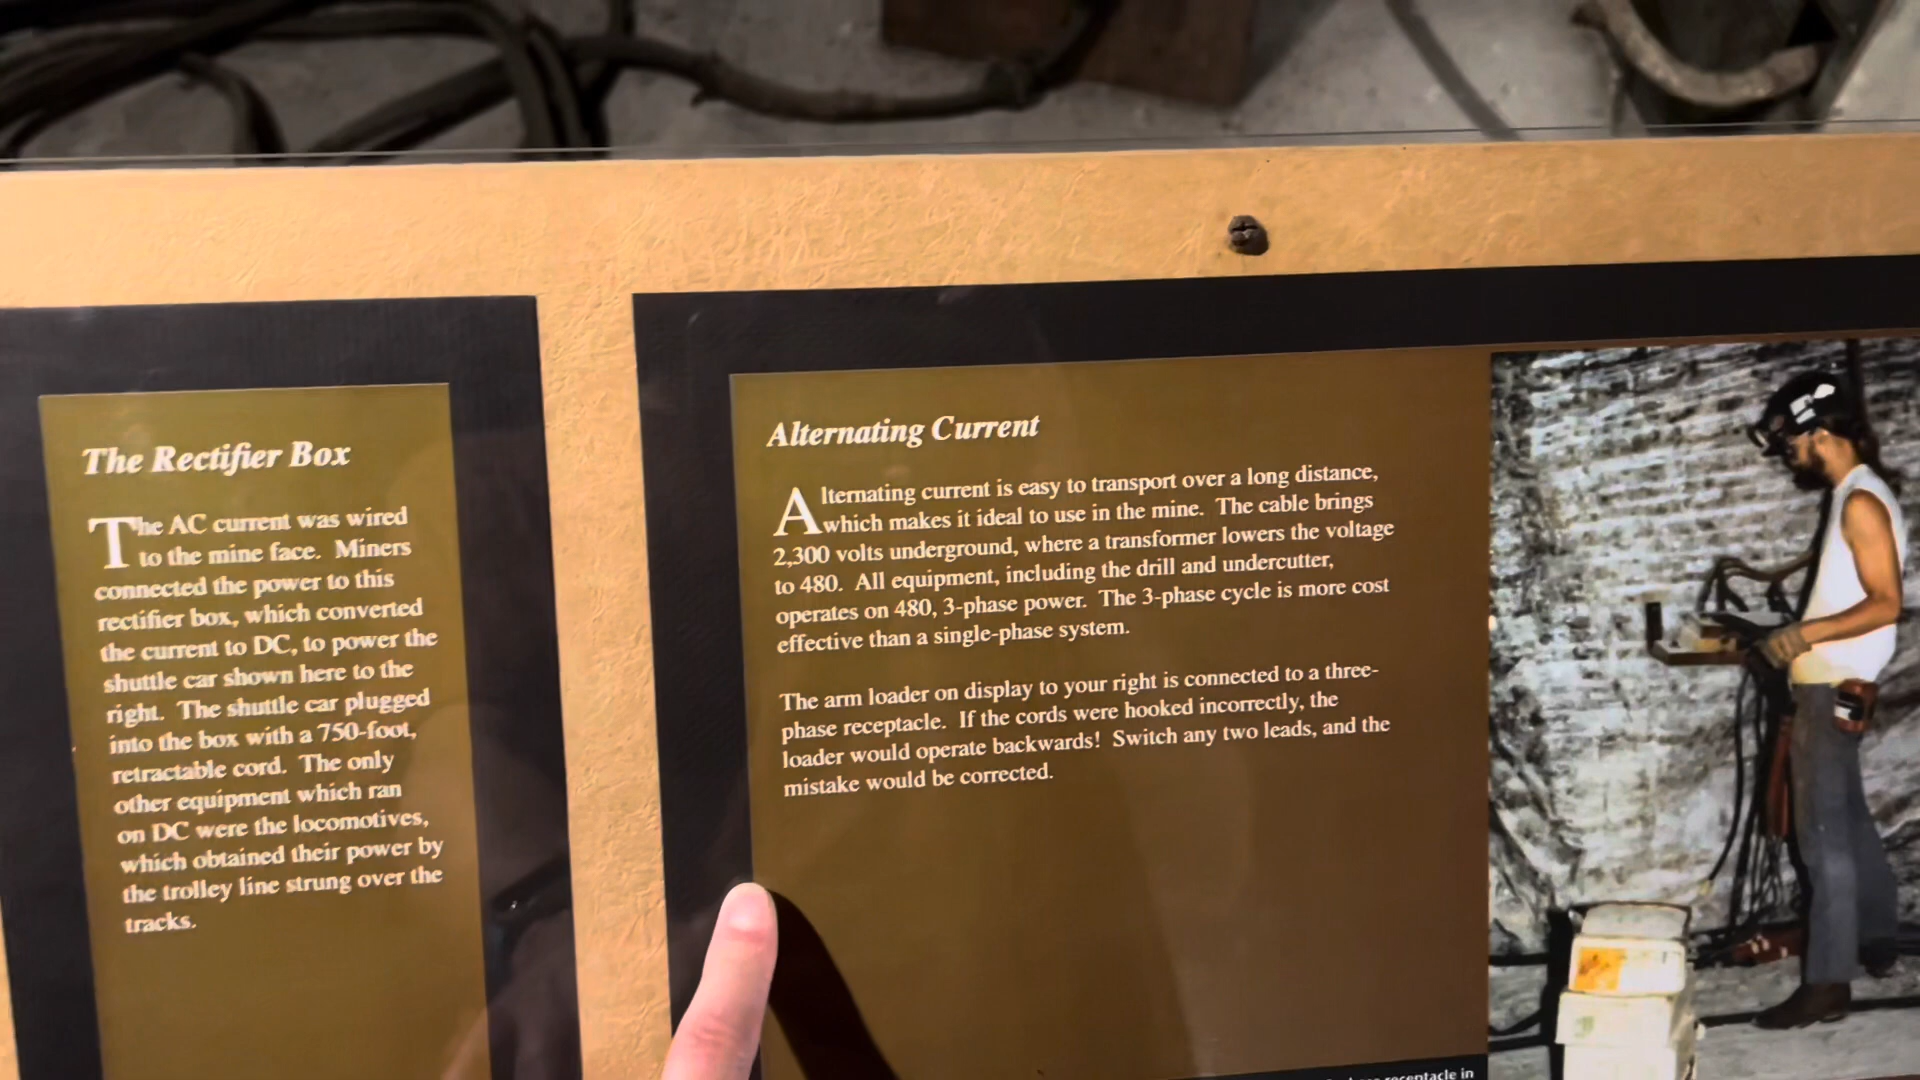 The Rectifier Box
The AC current was wired
to the mine face. Miners
connected the power to this
rectifier box, which converted
the current to DC, to power the
shuttle car shown here to the
right. The shuttle car plugged
into the box with a 750-foot,
retractable cord. The only
other equipment which ran
on DC were the locomotives,
which obtained their power by
the trolley line strung over the
tracks.
Alternating Current
Alternating current is easy to transport over a long distance,
which makes it ideal to use in the mine. The cable brings
2,300 volts underground, where a transformer lowers the voltage
to 480. All equipment, including the drill and undercutter,
operates on 480, 3-phase power. The 3-phase cycle is more cost
effective than a single-phase system.
The arm loader on display to your right is connected to a three-
phase receptacle. If the cords were hooked incorrectly, the
loader would operate backwards! Switch any two leads, and the
mistake would be corrected.
receptacle in